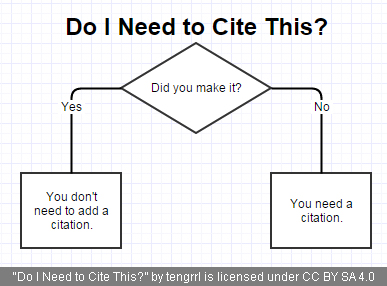 Do I Need to Cite This?
Did you make it?
Yes
No
You don't
need to add a
citation.
You need a
citation.
"Do I Need to Cite This?" by tengrrl is licensed under CC BY SA 4.0